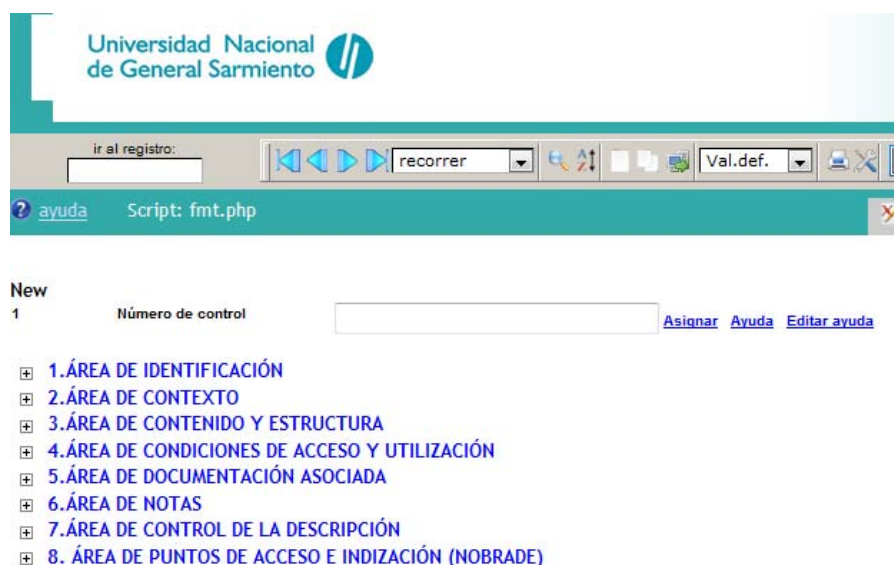 Universidad Nacional
de General Sarmiento
ir al registro:
recorrer
Val.def.
ayuda Script: fmt.php
New
1 Número de control Asignar Ayuda Editar ayuda
1.ÁREA DE IDENTIFICACIÓN
2.ÁREA DE CONTEXTO
3.ÁREA DE CONTENIDO Y ESTRUCTURA
4.ÁREA DE CONDICIONES DE ACCESO Y UTILIZACIÓN
5.ÁREA DE DOCUMENTACIÓN ASOCIADA
6.ÁREA DE NOTAS
7.ÁREA DE CONTROL DE LA DESCRIPCIÓN
8. ÁREA DE PUNTOS DE ACCESO E INDIZACIÓN (NOBRADE)